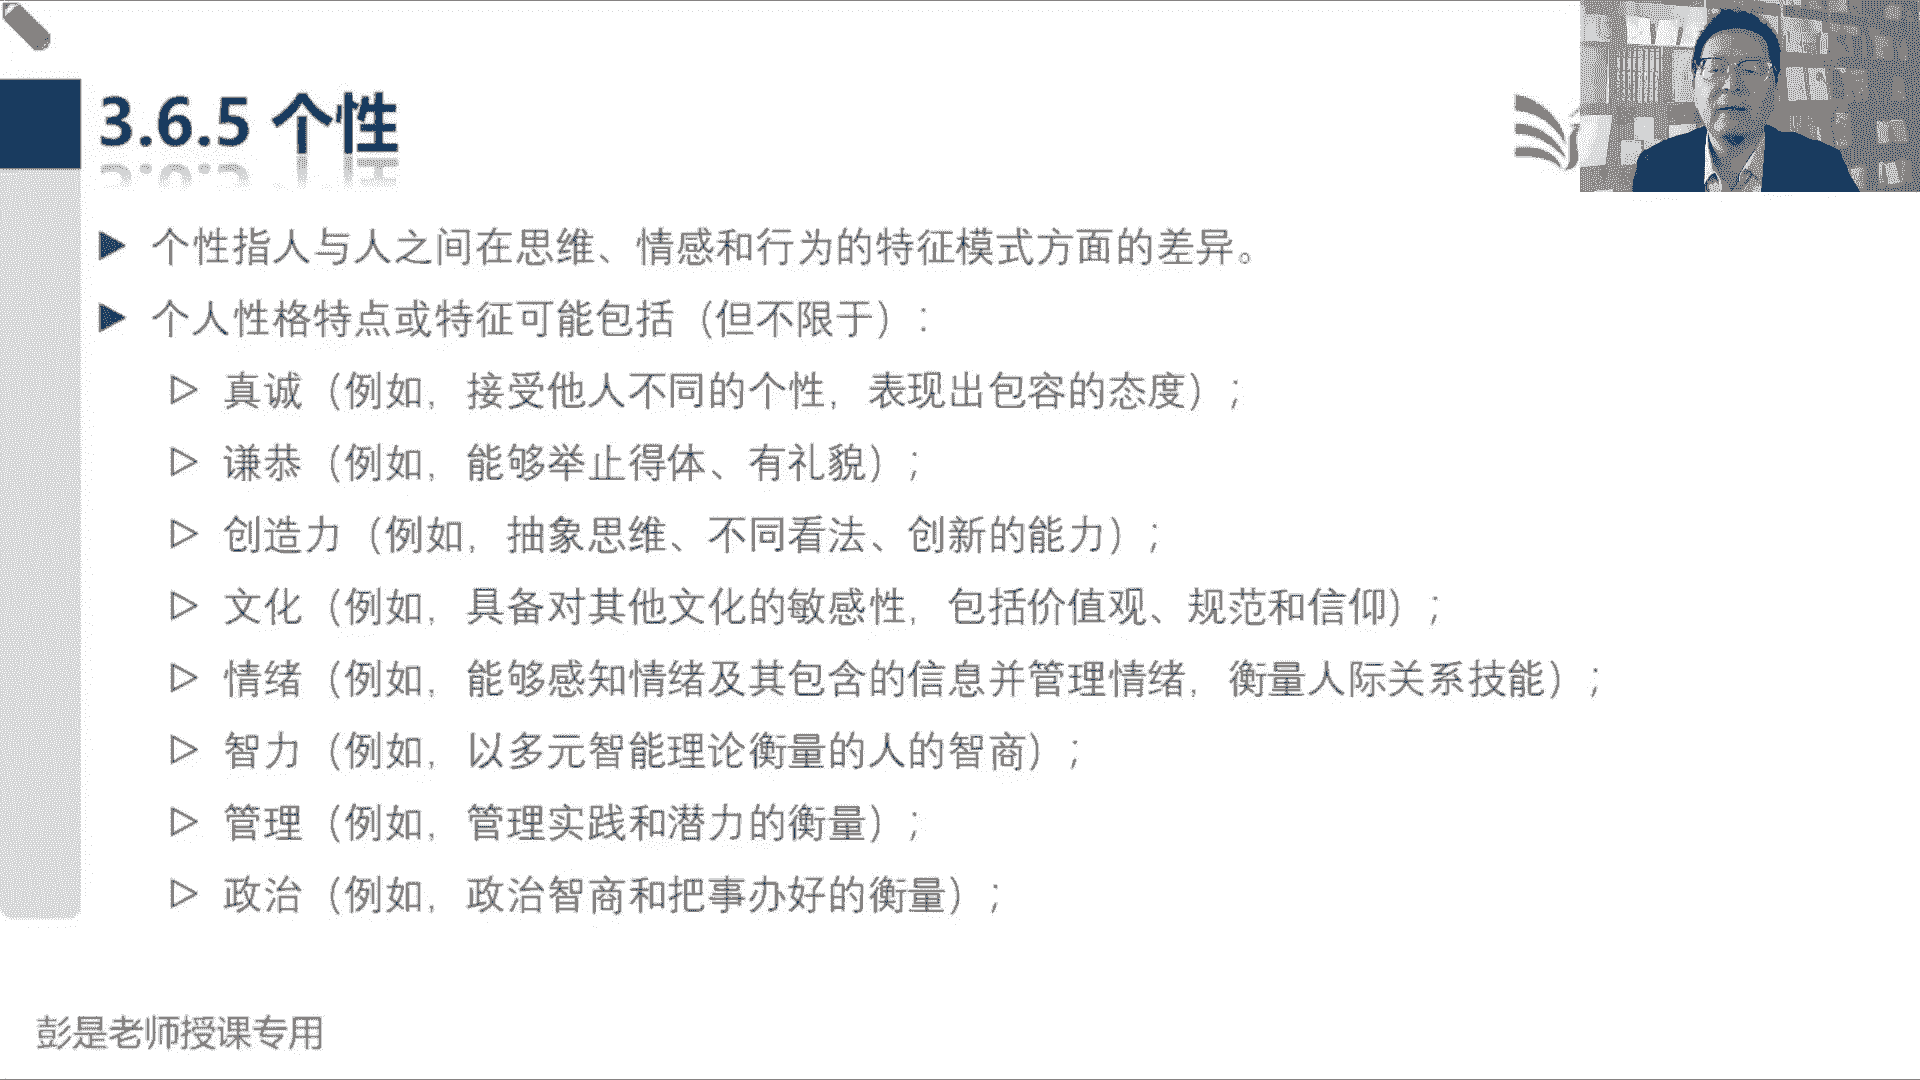 3.6.5 个性
个性指人与人之间在思维、情感和行为的特征模式方面的差异。
个人性格特点或特征可能包括（但不限于）：
真诚（例如，接受他人不同的个性，表现出包容的态度）；
谦恭（例如，能够举止得体、有礼貌）；
创造力（例如，抽象思维、不同看法、创新的能力）；
文化（例如，具备对其他文化的敏感性，包括价值观、规范和信仰）；
情绪（例如，能够感知情绪及其包含的信息并管理情绪，衡量人际关系技能）；
智力（例如，以多元智能理论衡量的人的智商）；
管理（例如，管理实践和潜力的衡量）；
政治（例如，政治智商和把事办好的衡量）；
彭是老师授课专用